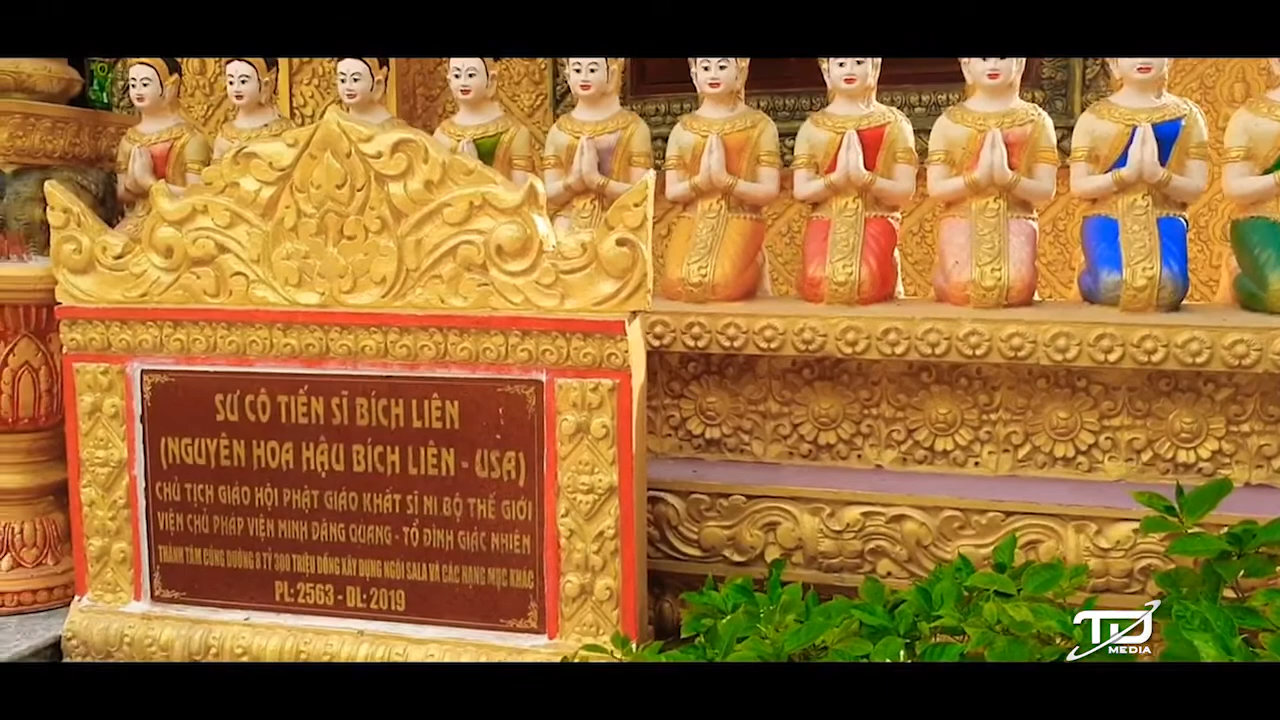 SƯ CÔ TIẾN SĨ BÍCH LIÊN
(NGUYÊN HOA HẬU BÍCH LIÊN - USA)
CHỦ TỊCH GIÁO HỘI PHẬT GIÁO KHẤT SĨ NI BỘ THẾ GIỚI
VIỆN CHỦ PHÁP VIỆN MINH ĐĂNG QUANG - TỔ ĐÌNH GIÁC NHIÊN
THÀNH TÂM CÚNG DƯỜNG 8 TỶ 300 TRIỆU ĐỒNG XÂY DỰNG NGÔI SALA VÀ CÁC HẠNG MỤC KHÁC
PL: 2563 - DL: 2019
TD
MEDIA